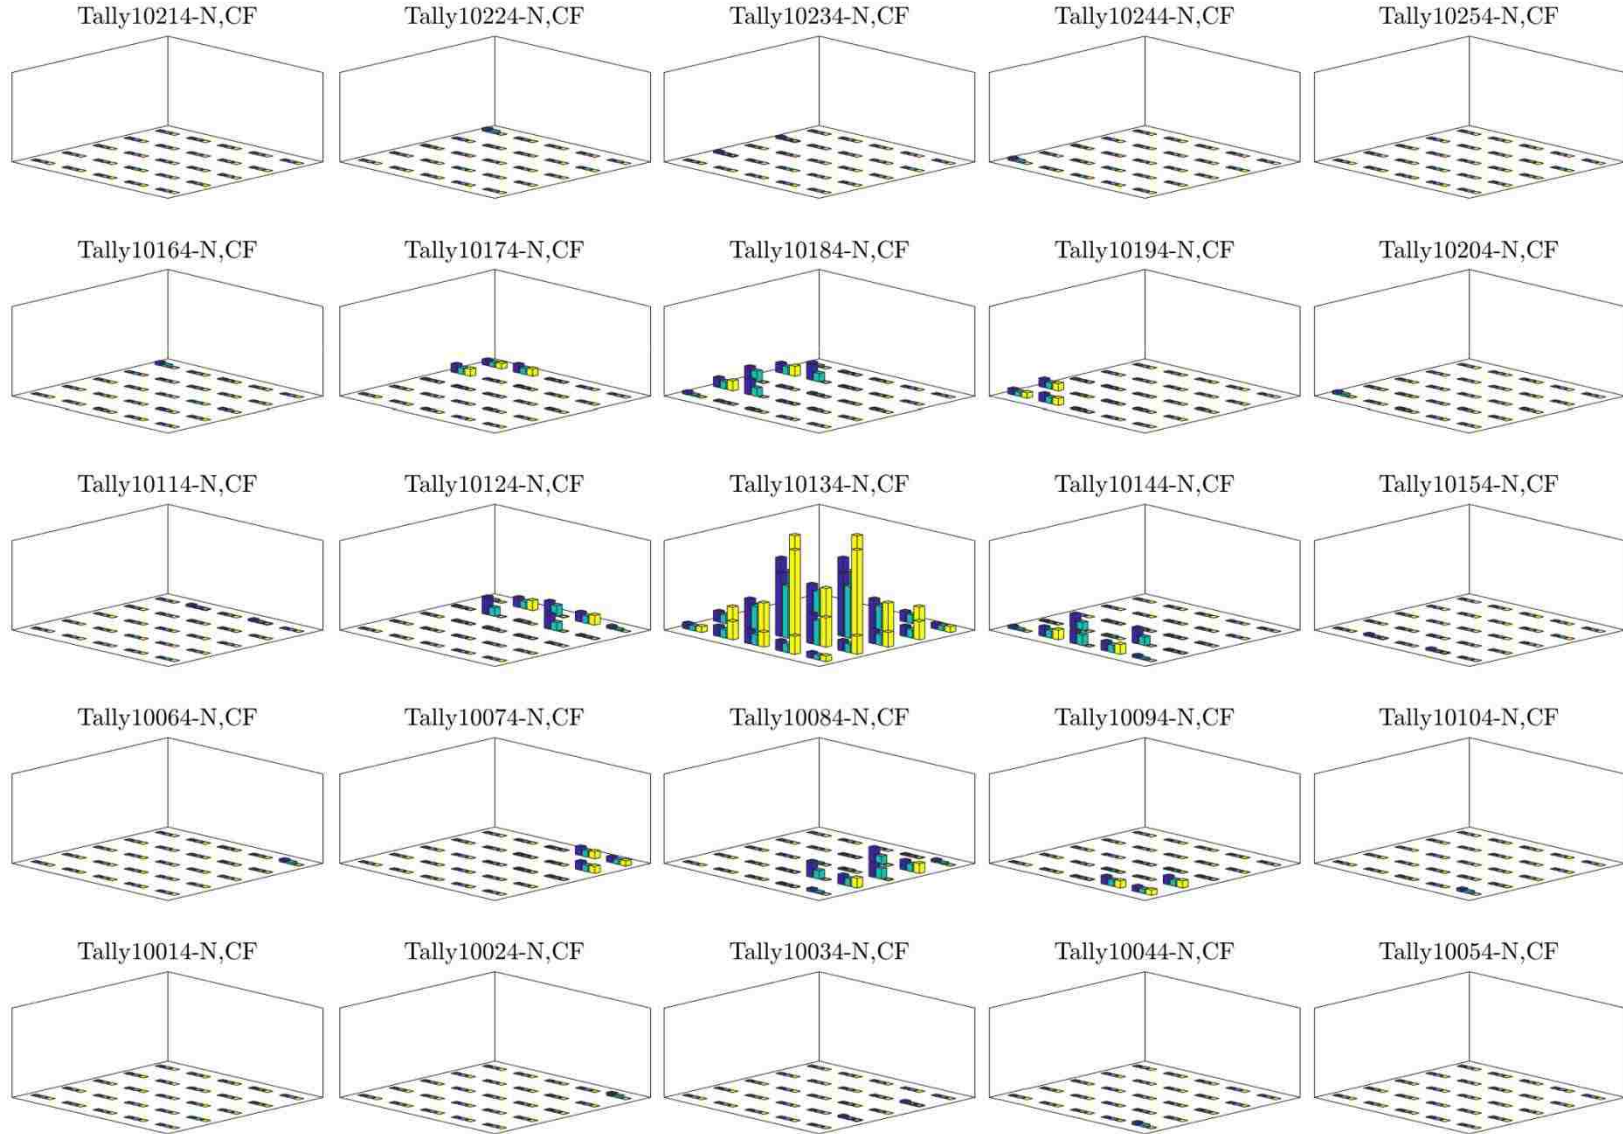 Tally10214-N,CF
Tally10224-N,CF
Tally10234-N,CF
Tally10244-N,CF
Tally10254-N,CF
Tally10164-N,CF
Tally10174-N,CF
Tally10184-N,CF
Tally10194-N,CF
Tally10204-N,CF
Tally10114-N,CF
Tally10124-N,CF
Tally10134-N,CF
Tally10144-N,CF
Tally10154-N,CF
Tally10064-N,CF
Tally10074-N,CF
Tally10084-N,CF
Tally10094-N,CF
Tally10104-N,CF
Tally10014-N,CF
Tally10024-N,CF
Tally10034-N,CF
Tally10044-N,CF
Tally10054-N,CF